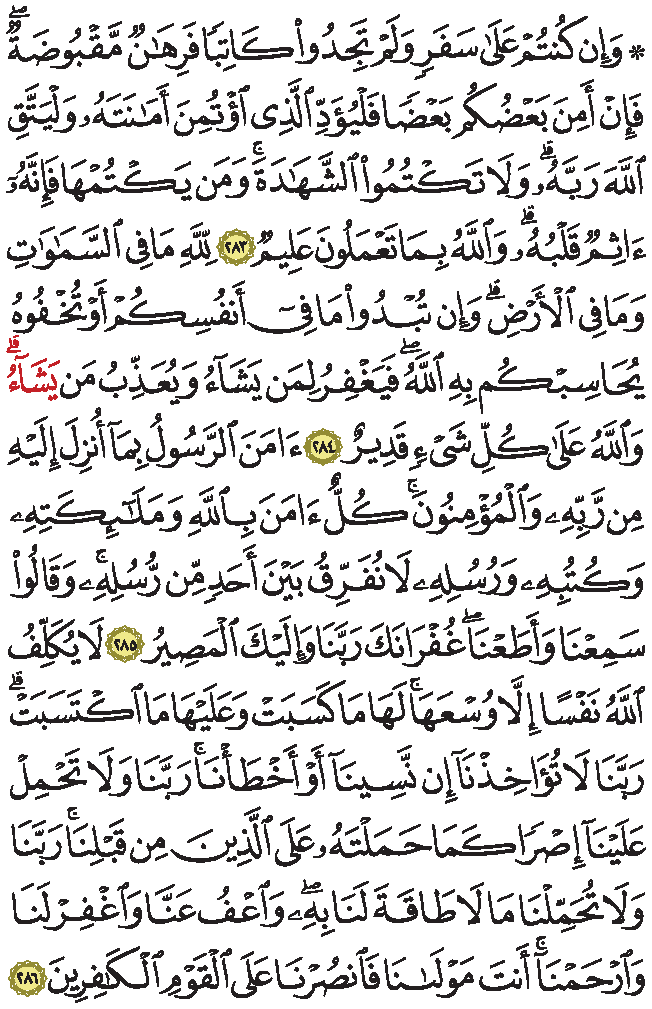 ۞ وَإِن كُنتُمْ عَلَىٰ سَفَرٍ وَلَمْ تَجِدُوا۟ كَاتِبًا فَرِهَـٰنٌ مَّقْبُوضَةٌ ۖ
فَإِنْ أَمِنَ بَعْضُكُم بَعْضًا فَلْيُؤَدِّ ٱلَّذِى ٱؤْتُمِنَ أَمَـٰنَتَهُۥ وَلْيَتَّقِ
ٱللَّهَ رَبَّهُۥ ۗ وَلَا تَكْتُمُوا۟ ٱلشَّهَـٰدَةَ ۚ وَمَن يَكْتُمْهَا فَإِنَّهُۥٓ
ءَاثِمٌ قَلْبُهُۥ ۗ وَٱللَّهُ بِمَا تَعْمَلُونَ عَلِيمٌ ٢٨٣ لِّلَّهِ مَا فِى ٱلسَّمَـٰوَٰتِ
وَمَا فِى ٱلْأَرْضِ ۗ وَإِن تُبْدُوا۟ مَا فِىٓ أَنفُسِكُمْ أَوْ تُخْفُوهُ
يُحَاسِبْكُم بِهِ ٱللَّهُ ۖ فَيَغْفِرُ لِمَن يَشَآءُ وَيُعَذِّبُ مَن يَشَآءُ ۗ
وَٱللَّهُ عَلَىٰ كُلِّ شَىْءٍ قَدِيرٌ ٢٨٤ ءَامَنَ ٱلرَّسُولُ بِمَآ أُنزِلَ إِلَيْهِ
مِن رَّبِّهِۦ وَٱلْمُؤْمِنُونَ ۚ كُلٌّ ءَامَنَ بِٱللَّهِ وَمَلَـٰٓئِكَتِهِۦ
وَكُتُبِهِۦ وَرُسُلِهِۦ لَا نُفَرِّقُ بَيْنَ أَحَدٍ مِّن رُّسُلِهِۦ ۚ وَقَالُوا۟
سَمِعْنَا وَأَطَعْنَا ۖ غُفْرَانَكَ رَبَّنَا وَإِلَيْكَ ٱلْمَصِيرُ ٢٨٥ لَا يُكَلِّفُ
ٱللَّهُ نَفْسًا إِلَّا وُسْعَهَا ۚ لَهَا مَا كَسَبَتْ وَعَلَيْهَا مَا ٱكْتَسَبَتْ ۗ
رَبَّنَا لَا تُؤَاخِذْنَآ إِن نَّسِينَآ أَوْ أَخْطَأْنَا ۚ رَبَّنَا وَلَا تَحْمِلْ
عَلَيْنَآ إِصْرًا كَمَا حَمَلْتَهُۥ عَلَى ٱلَّذِينَ مِن قَبْلِنَا ۚ رَبَّنَا
وَلَا تُحَمِّلْنَا مَا لَا طَاقَةَ لَنَا بِهِۦ ۖ وَٱعْفُ عَنَّا وَٱغْفِرْ لَنَا
وَٱرْحَمْنَآ ۚ أَنتَ مَوْلَىٰنَا فَٱنصُرْنَا عَلَى ٱلْقَوْمِ ٱلْكَـٰفِرِينَ ٢٨٦